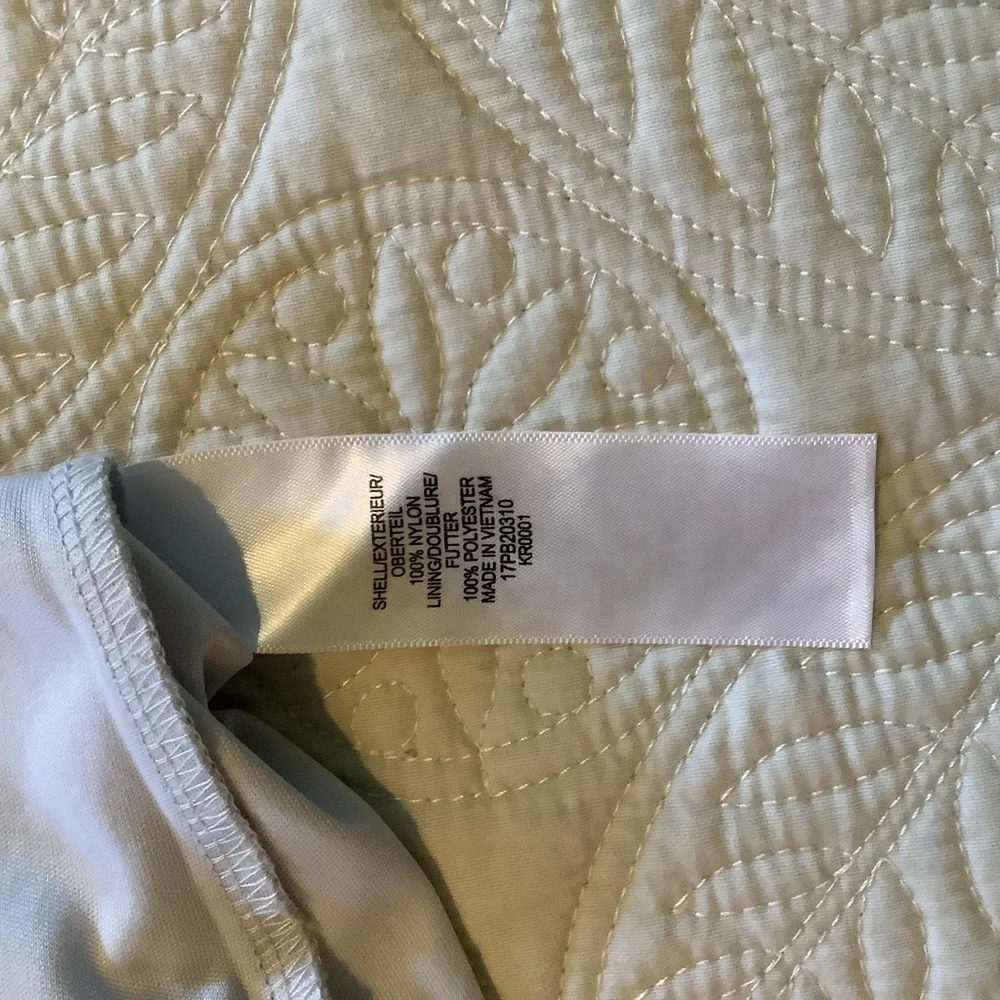 SHELL/EXTERIEUR/
OBERTEIL
100% NYLON
LINING/DOUBLURE/
FUTTER
100% POLYESTER
MADE IN VIETNAM
17PB20310
KR0001